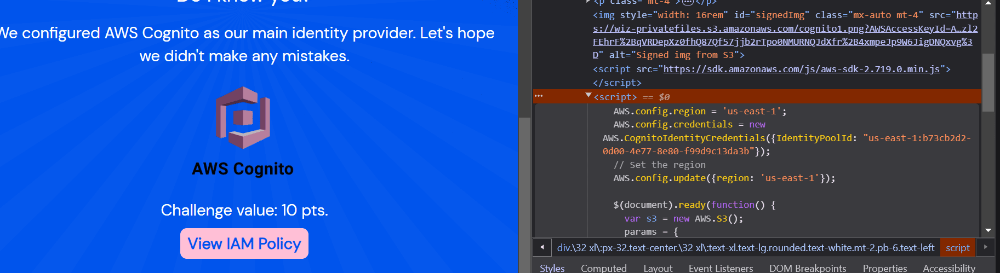 Do I know you?
We configured AWS Cognito as our main identity provider. Let's hope
we didn't make any mistakes.
AWS Cognito
Challenge value: 10 pts.
View IAM Policy
<p class="mt-4">…</p>
<img style="width: 16rem" id="signedImg" class="mx-auto mt-4" src="http
s://wiz-privatefiles.s3.amazonaws.com/cognito1.png?AWSAccessKeyId=A…zl2
FEhrF%2BqVRDepXz0fhQ87Qf57jjb2rTpo0NMURNQJdXfr%2B4xmpeJp9W6JigDNQxvg%3
D" alt="Signed img from S3">
<script src="https://sdk.amazonaws.com/js/aws-sdk-2.719.0.min.js">
</script>
… <script> == $0
AWS.config.region = 'us-east-1';
AWS.config.credentials = new
AWS.CognitoIdentityCredentials({IdentityPoolId: "us-east-1:b73cb2d2-
0d00-4e77-8e80-f99d9c13da3b"});
// Set the region
AWS.config.update({region: 'us-east-1'});
$(document).ready(function() {
var s3 = new AWS.S3();
params = {
div.\32 xl\:px-32.text-center.\32 xl\:text-xl.text-lg.rounded.text-white.mt-2.pb-6.text-left script
Styles Computed Layout Event Listeners DOM Breakpoints Properties Accessibility